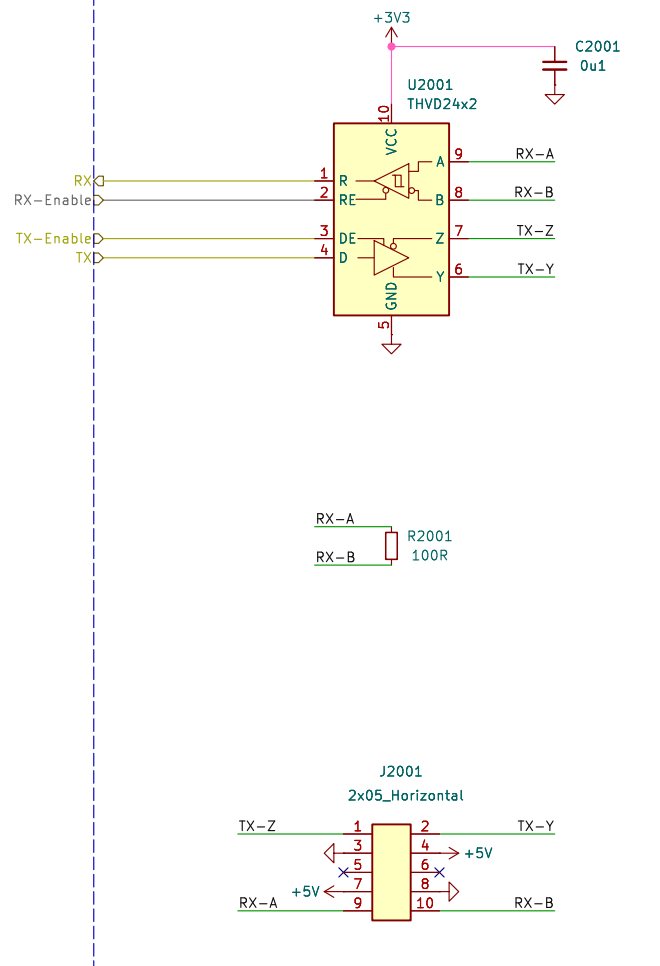 +3V3
C2001
0u1
U2001
THVD24x2
10
VCC
RX 1 R A 9 RX-A
RX-Enable 2 RE B 8 RX-B
TX-Enable 3 DE Z 7 TX-Z
TX 4 D Y 6 TX-Y
GND
5
RX-A
R2001
100R
RX-B
J2001
2x05_Horizontal
TX-Z 1 2 TX-Y
3 4 +5V
5 6
+5V 7 8
RX-A 9 10 RX-B